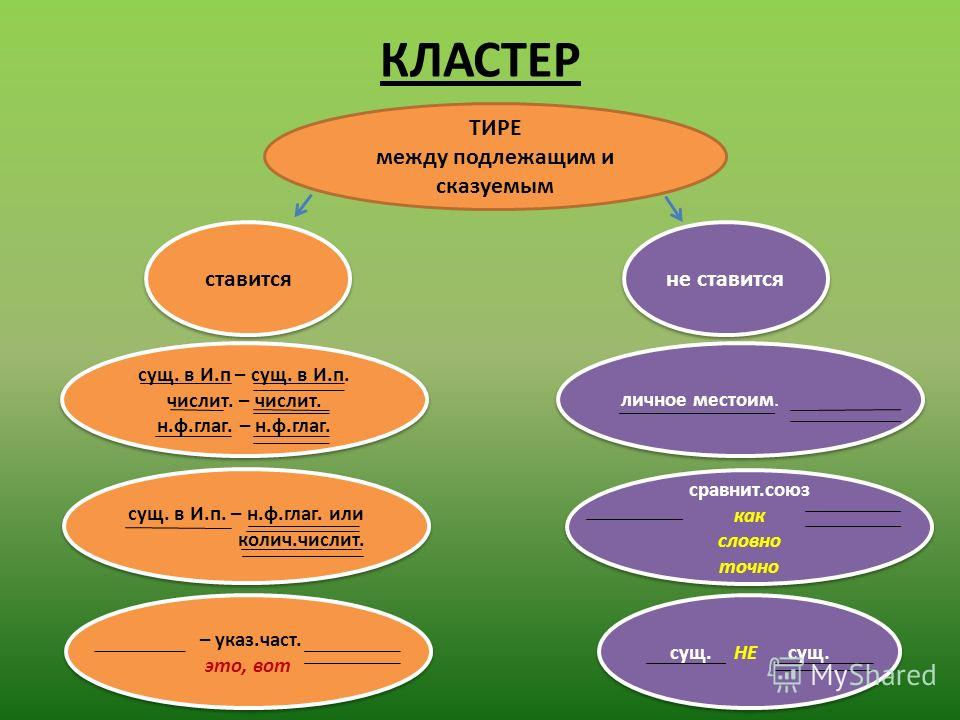 КЛАСТЕР
ТИРЕ
между подлежащим и
сказуемым
ставится
не ставится
сущ. в И.п – сущ. в И.п.
числит. – числит.
н.ф.глаг. – н.ф.глаг.
личное местоим.
сущ. в И.п. – н.ф.глаг. или
колич.числит.
сравнит.союз
как
словно
точно
– указ.част.
это, вот
сущ. НЕ сущ.
MyShared